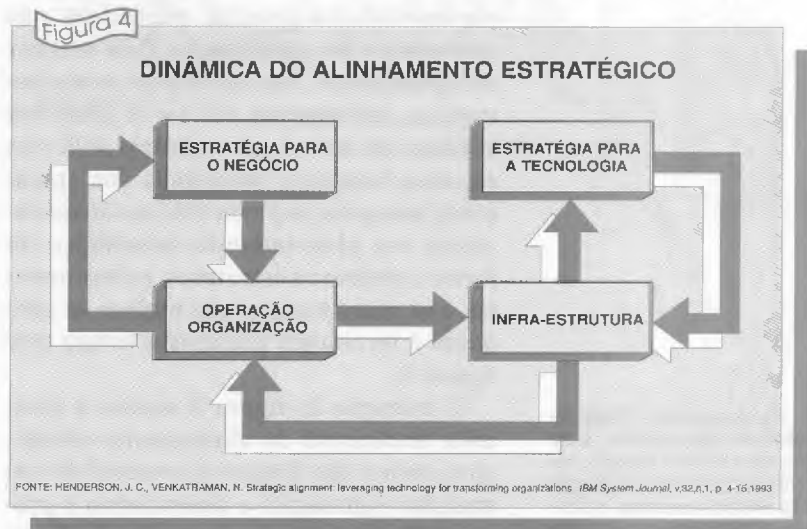 Figura 4
DINÂMICA DO ALINHAMENTO ESTRATÉGICO
ESTRATÉGIA PARA
O NEGÓCIO
ESTRATÉGIA PARA
A TECNOLOGIA
OPERAÇÃO
ORGANIZAÇÃO
INFRA-ESTRUTURA
FONTE: HENDERSON, J. C., VENKATRAMAN, N. Strategic alignment: leveraging technology for transforming organizations. IBM System Journal, v.32,n.1, p. 4-16,1993